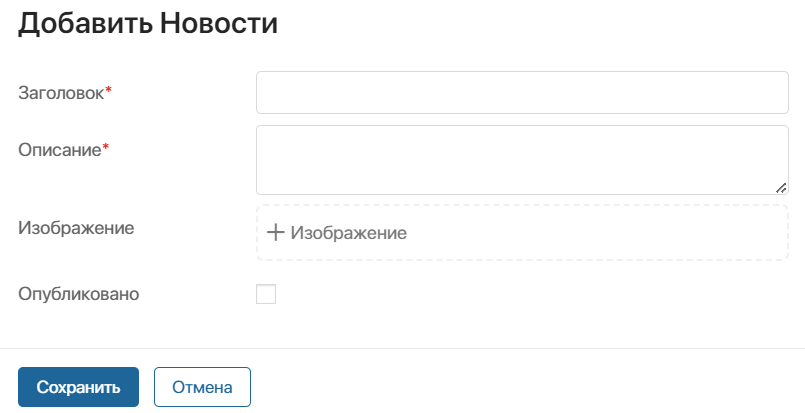 Добавить Новости
Заголовок*
Описание*
Изображение
+ Изображение
Опубликовано
Сохранить Отмена